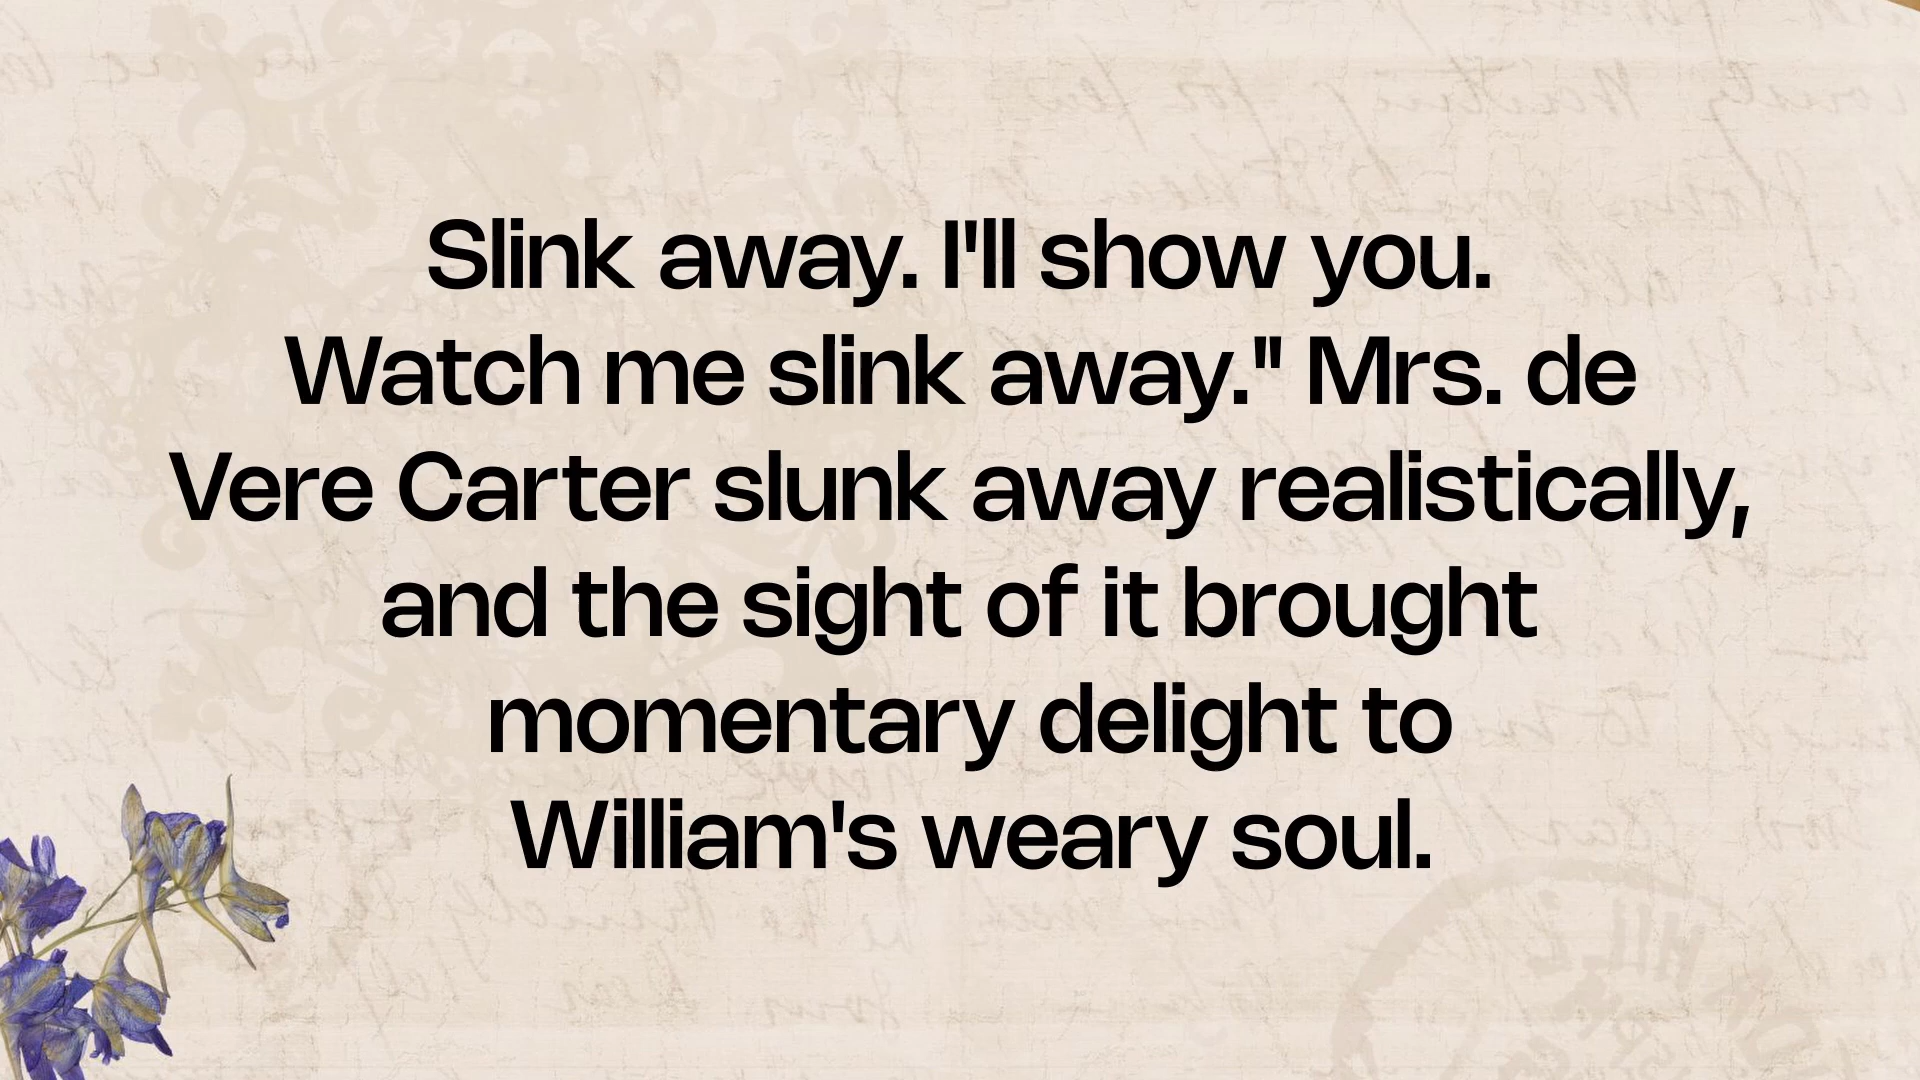 Slink away. I'll show you.
Watch me slink away." Mrs. de
Vere Carter slunk away realistically,
and the sight of it brought
momentary delight to
William's weary soul.